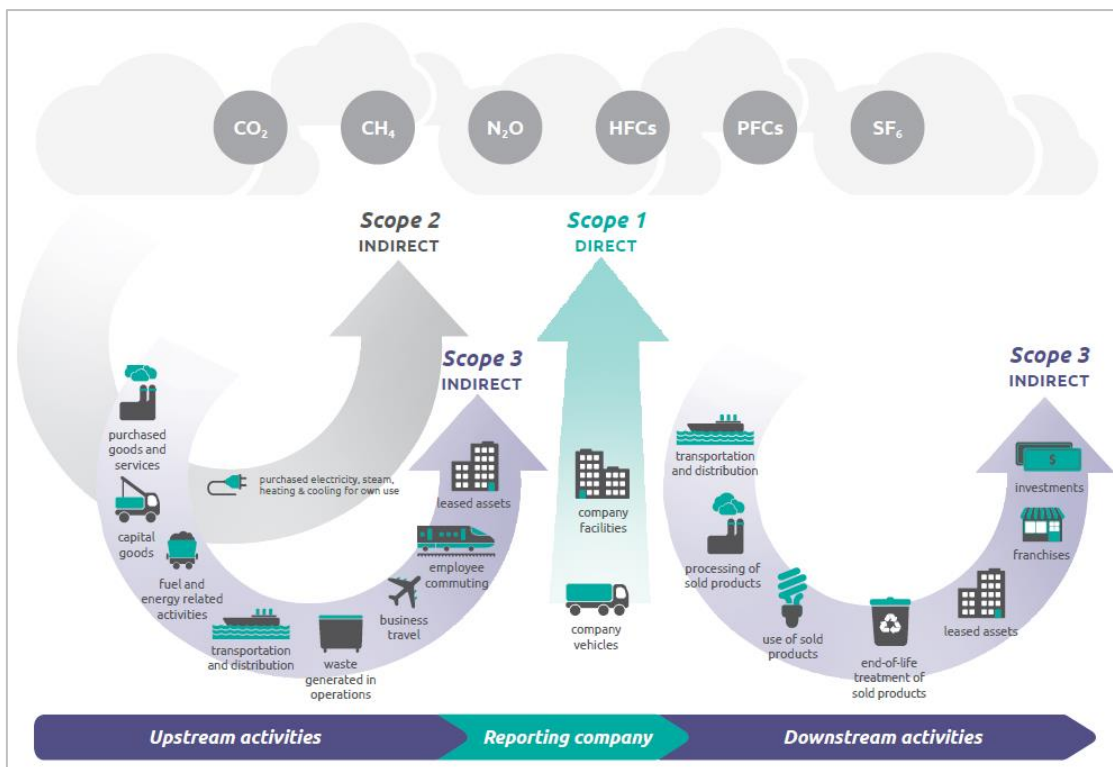 CO₂
CH₄
N₂O
HFCs
PFCs
SF₆
Scope 2
INDIRECT
Scope 1
DIRECT
Scope 3
INDIRECT
Scope 3
INDIRECT
purchased
goods and
services
capital
goods
fuel and
energy related
activities
purchased electricity, steam,
heating & cooling for own use
transportation
and distribution
waste
generated in
operations
business
travel
employee
commuting
leased assets
company
facilities
company
vehicles
transportation
and distribution
processing of
sold products
use of sold
products
end-of-life
treatment of
sold products
leased assets
franchises
$
investments
Upstream activities
Reporting company
Downstream activities